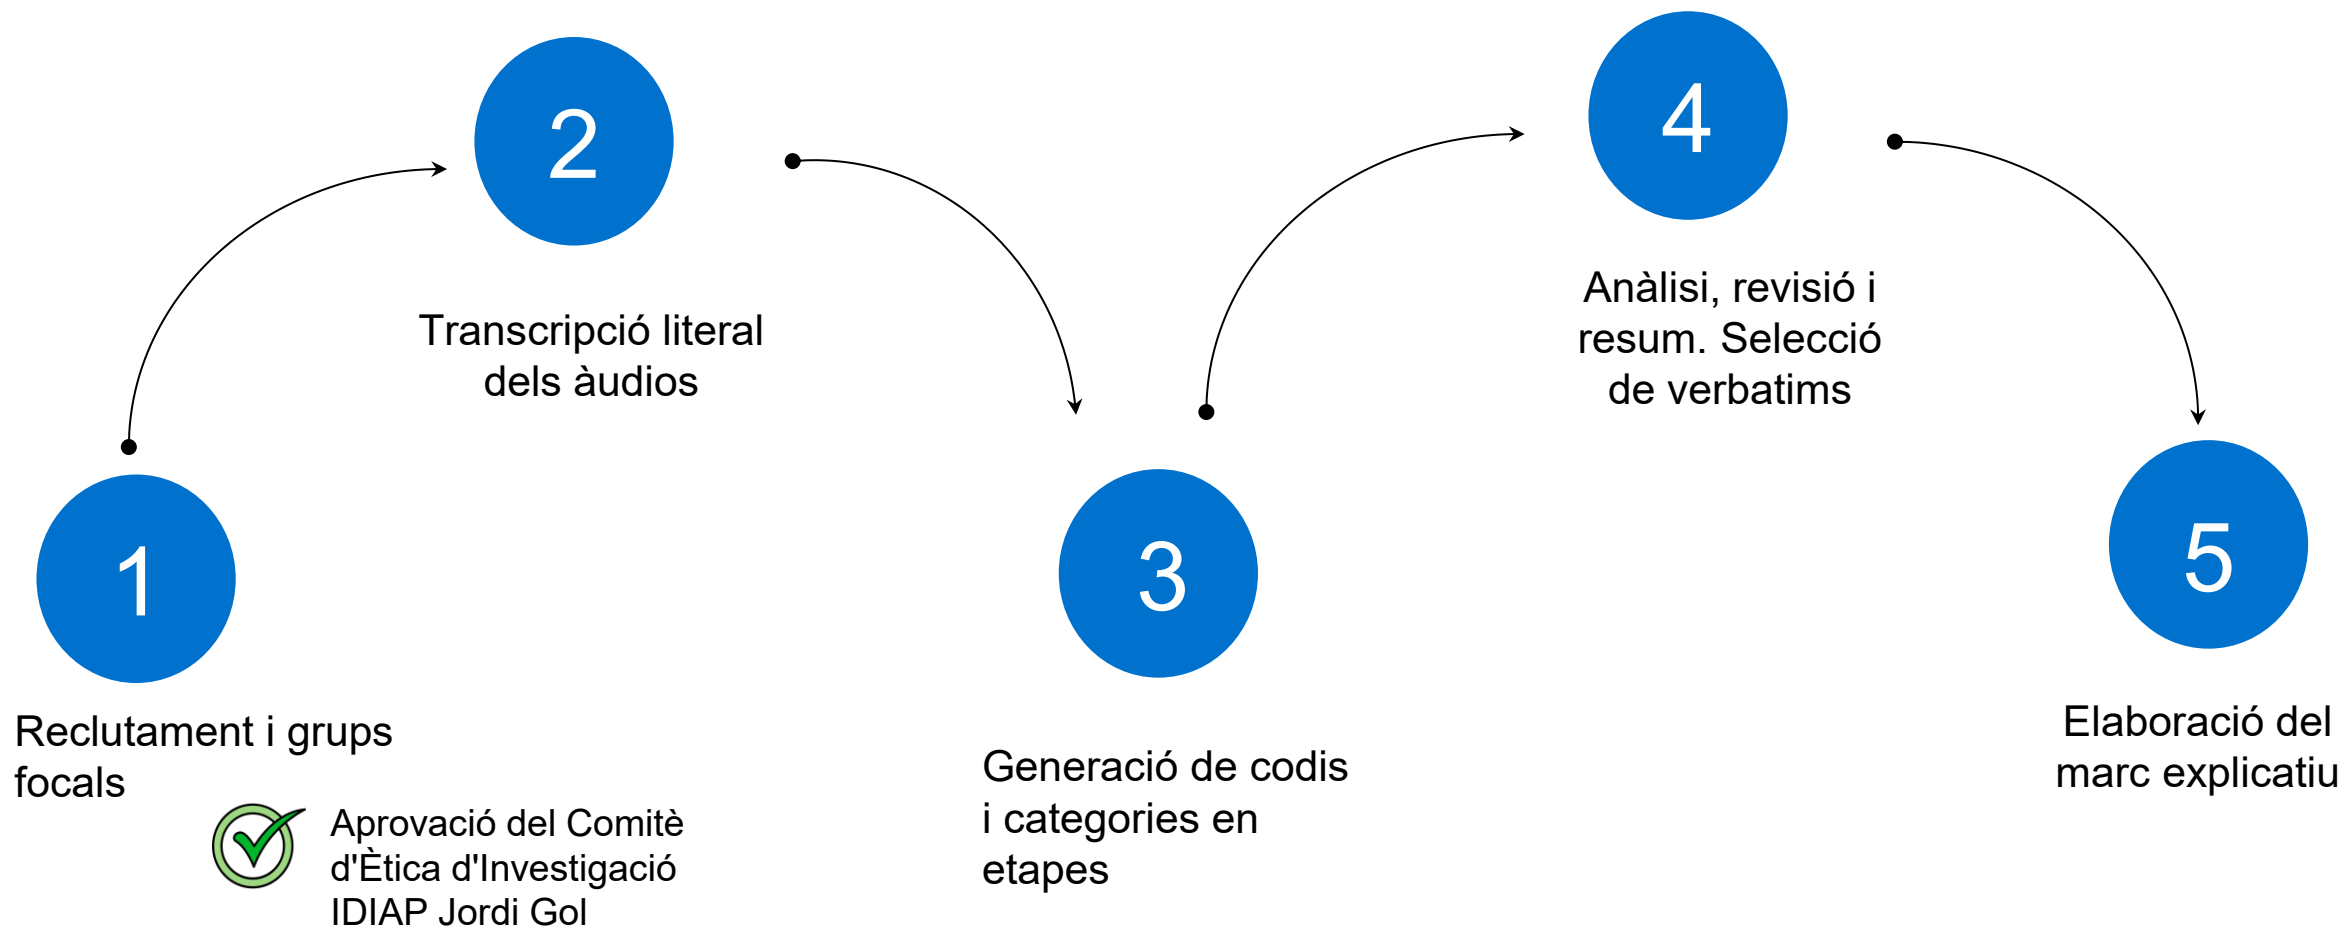 1
Reclutament i grups
focals
Aprovació del Comitè
d'Ètica d'Investigació
IDIAP Jordi Gol
2
Transcripció literal
dels àudios
3
Generació de codis
i categories en
etapes
4
Anàlisi, revisió i
resum. Selecció
de verbatims
5
Elaboració del
marc explicatiu